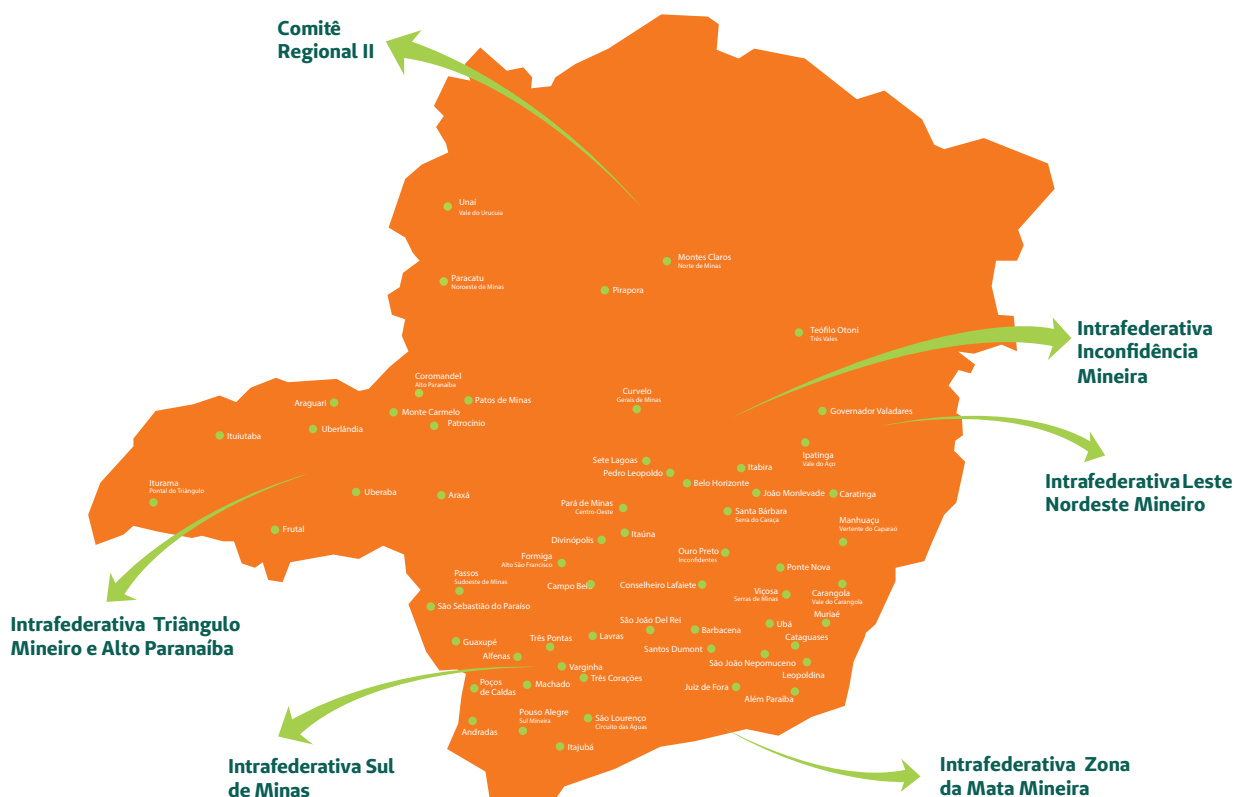 Comitê
Regional II
Unaí
Vale do Urucuia
Montes Claros
Norte de Minas
Paracatu
Noroeste de Minas
Pirapora
Teófilo Otoni
Três Vales
Intrafederativa
Inconfidência
Mineira
Coromandel
Alto Paranaíba
Araguari
Monte Carmelo
Patos de Minas
Patrocínio
Curvelo
Gerais de Minas
Governador Valadares
Ituiutaba
Uberlândia
Ipatinga
Vale do Aço
Sete Lagoas
Pedro Leopoldo
Itabira
Belo Horizonte
Intrafederativa Leste
Nordeste Mineiro
Iturama
Pontal do Triângulo
Uberaba
Araxá
João Monlevade
Caratinga
Pará de Minas
Centro-Oeste
Santa Bárbara
Serra do Caraça
Manhuaçu
Vertente do Caparaó
Frutal
Divinópolis
Itaúna
Formiga
Alto São Francisco
Ouro Preto
Inconfidentes
Ponte Nova
Passos
Sudoeste de Minas
Campo Belo
Conselheiro Lafaiete
Viçosa
Serras de Minas
Carangola
Vale do Carangola
São Sebastião do Paraíso
Muriaé
Intrafederativa Triângulo
Mineiro e Alto Paranaíba
Guaxupé
Três Pontas
Lavras
São João Del Rei
Barbacena
Ubá
Cataguases
Alfenas
Santos Dumont
São João Nepomuceno
Varginha
Leopoldina
Três Corações
Poços
de Caldas
Machado
Juiz de Fora
Além Paraíba
Pouso Alegre
Sul Mineira
São Lourenço
Circuito das Águas
Andradas
Itajubá
Intrafederativa Sul
de Minas
Intrafederativa Zona
da Mata Mineira